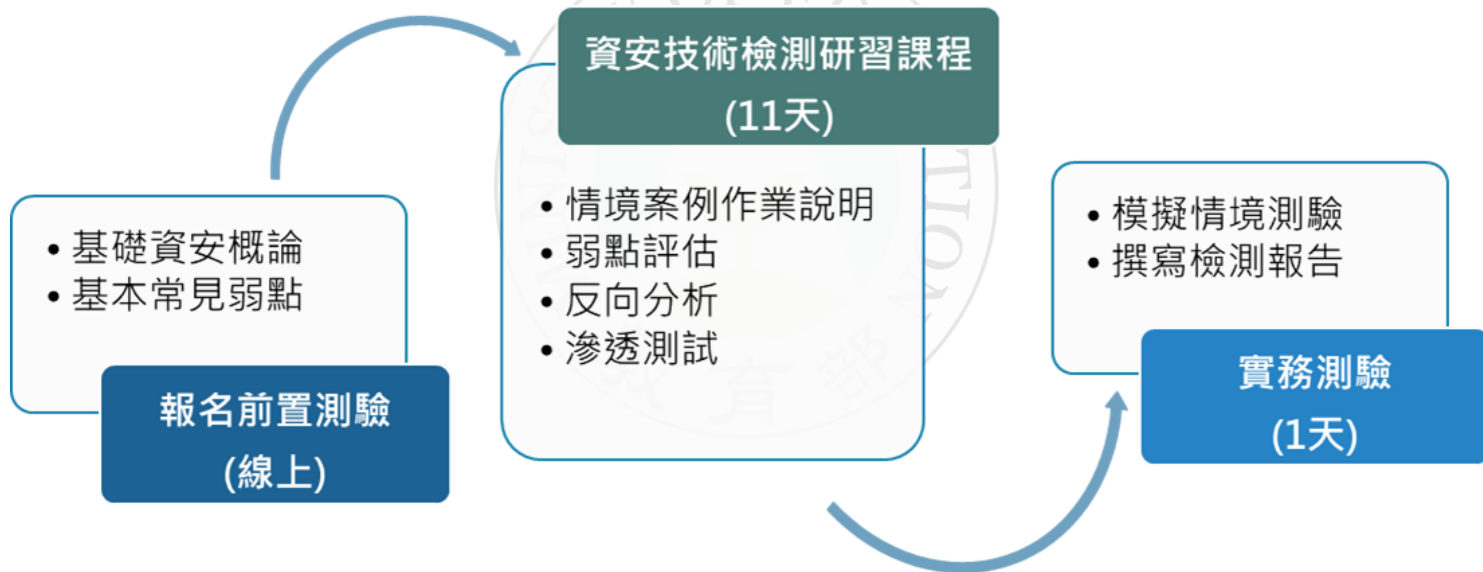 • 基礎資安概論
• 基本常見弱點
報名前置測驗
(線上)
資安技術檢測研習課程
(11天)
• 情境案例作業說明
• 弱點評估
• 反向分析
• 滲透測試
• 模擬情境測驗
• 撰寫檢測報告
實務測驗
(1天)